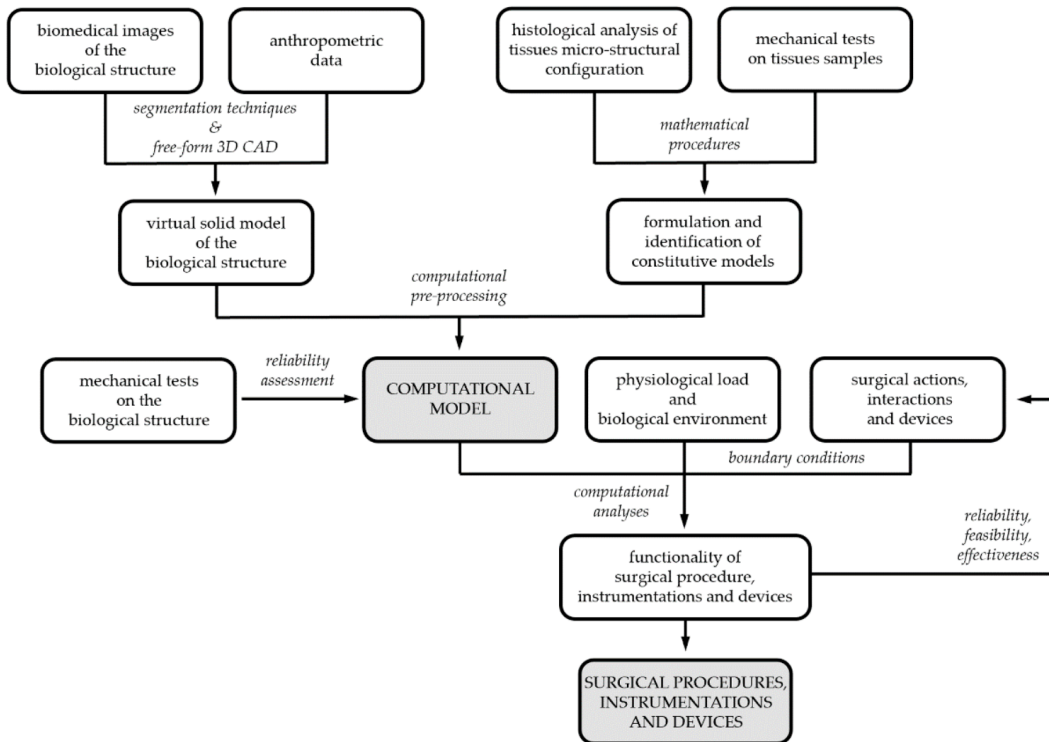 biomedical images
of the
biological structure
anthropometric
data
histological analysis of
tissues micro-structural
configuration
mechanical tests
on tissues samples
segmentation techniques
&
free-form 3D CAD
mathematical
procedures
virtual solid model
of the
biological structure
formulation and
identification of
constitutive models
computational
pre-processing
mechanical tests
on the
biological structure
reliability
assessment
COMPUTATIONAL
MODEL
physiological load
and
biological environment
surgical actions,
interactions
and devices
boundary conditions
computational
analyses
reliability,
feasibility,
effectiveness
functionality of
surgical procedure,
instrumentations and devices
SURGICAL PROCEDURES,
INSTRUMENTATIONS
AND DEVICES